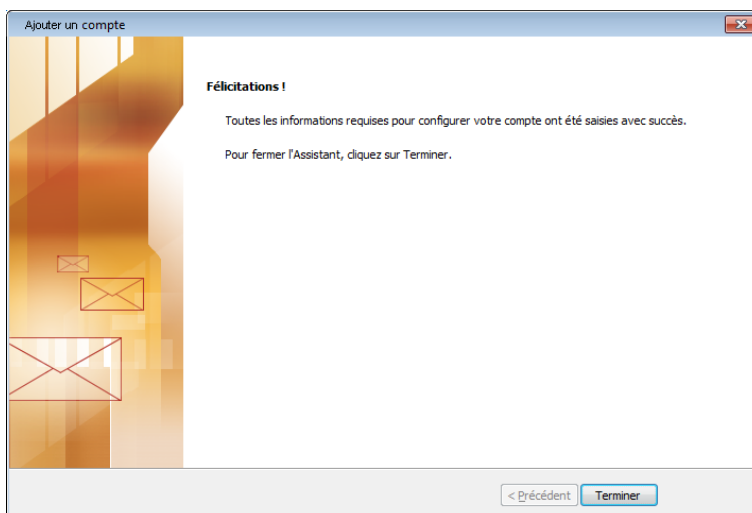 Ajouter un compte
Félicitations !
Toutes les informations requises pour configurer votre compte ont été saisies avec succès.
Pour fermer l'Assistant, cliquez sur Terminer.
< Précédent
Terminer